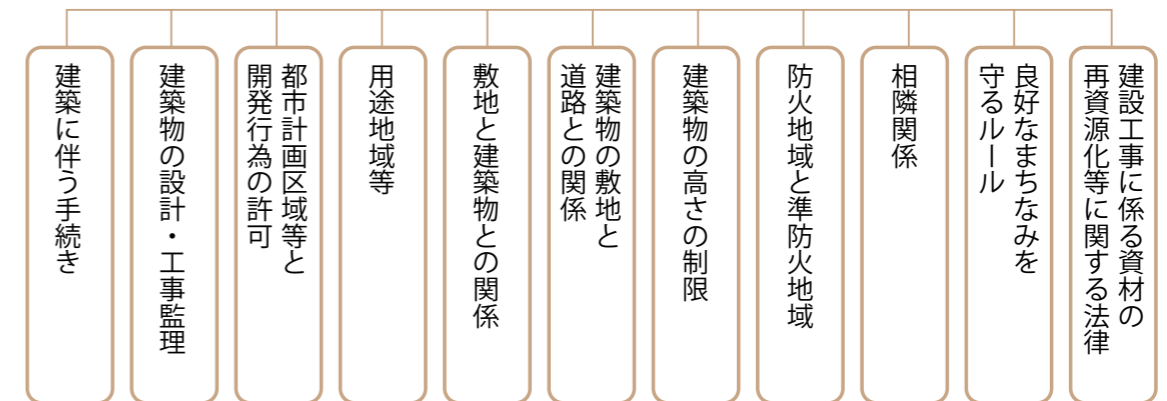 建築に伴う手続き
建築物の設計・工事監理
都市計画区域等と
開発行為の許可
用途地域等
敷地と建築物との関係
建築物の敷地と
道路との関係
建築物の高さの制限
防火地域と準防火地域
相隣関係
良好なまちなみを
守るルール
建設工事に係る資材の
再資源化等に関する法律